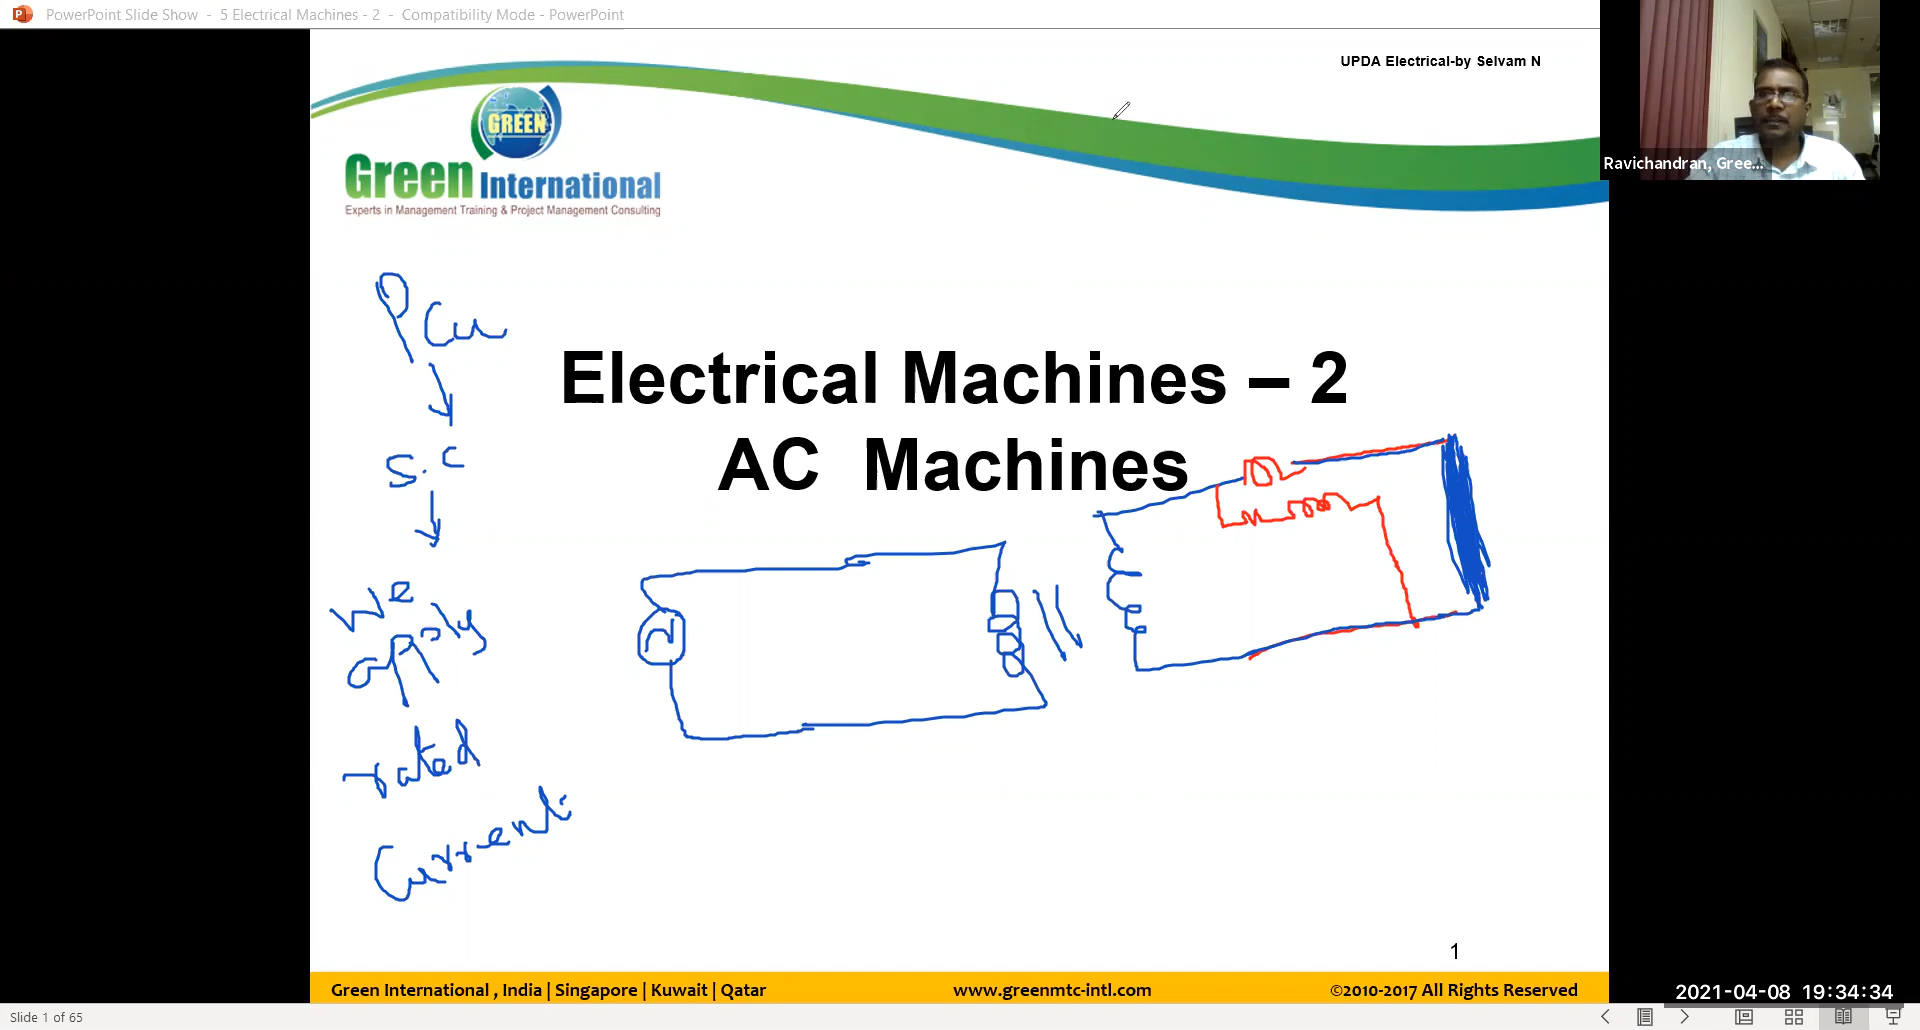 PowerPoint Slide Show - 5 Electrical Machines - 2 - Compatibility Mode - PowerPoint
UPDA Electrical-by Selvam N
Ravichandran, Gree...
GREEN
Green International
Experts in Management Training & Project Management Consulting
PCu
S.C
We
apply
rated
Current
Electrical Machines – 2
AC Machines
1
Green International , India | Singapore | Kuwait | Qatar
www.greenmtc-intl.com
©2010-2017 All Rights Reserved
2021-04-08 19:34:34
Slide 1 of 65